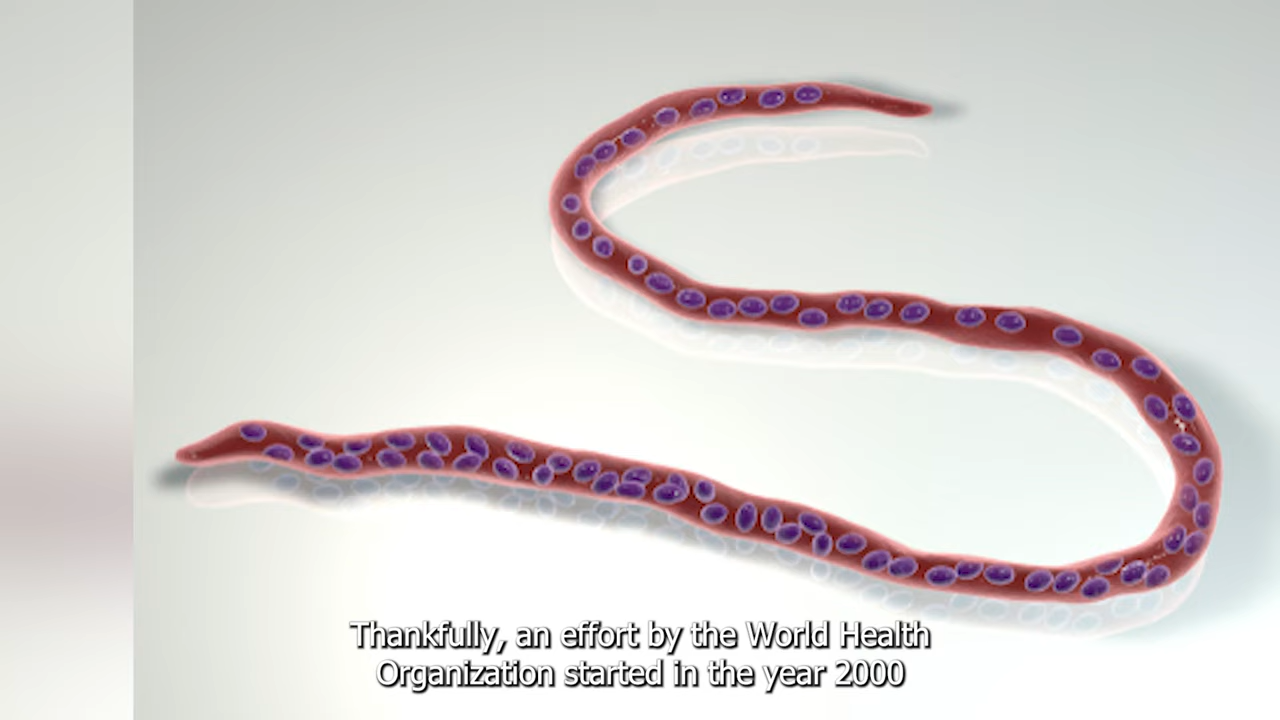 Thankfully, an effort by the World Health
Organization started in the year 2000